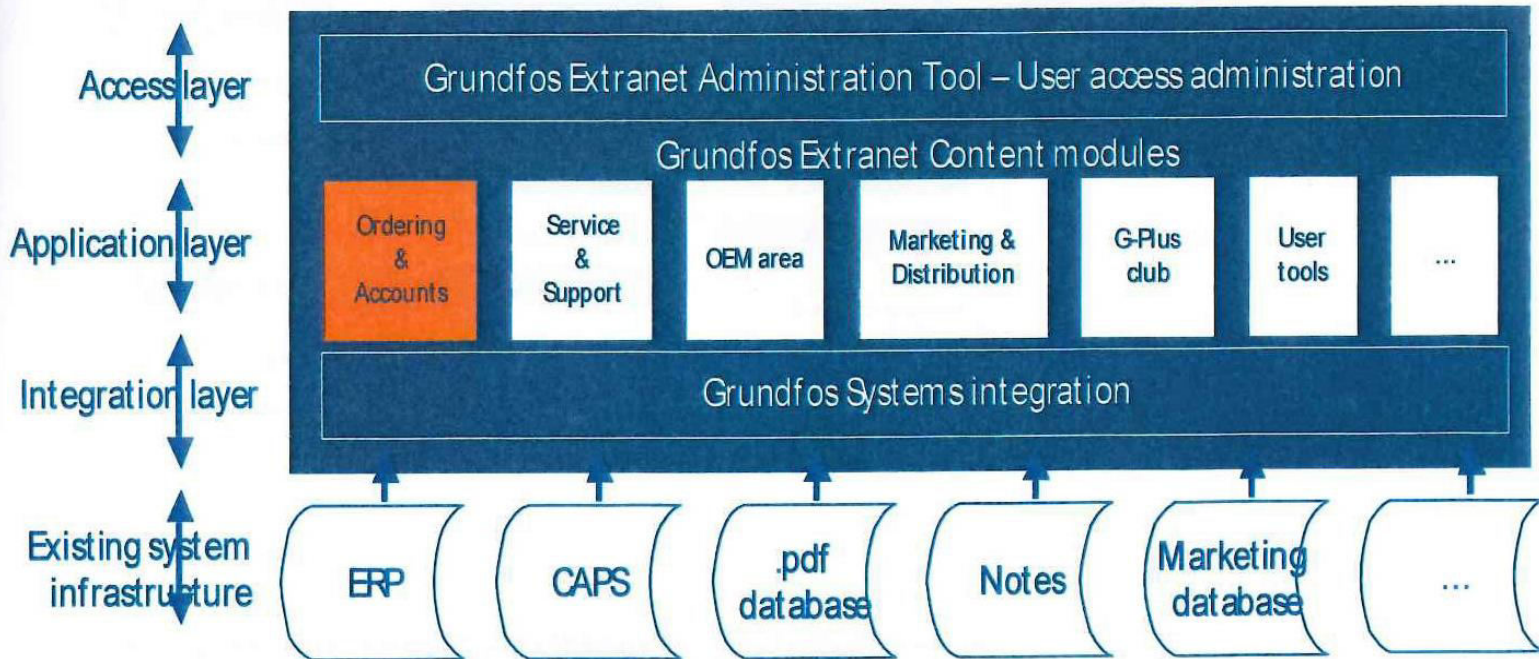 Access layer
Grundfos Extranet Administration Tool – User access administration
Grundfos Extranet Content modules
Application layer
Ordering
&
Accounts
Service
&
Support
OEM area
Marketing &
Distribution
G-Plus
club
User
tools
...
Integration layer
Grundfos Systems integration
Existing system
infrastructure
ERP
CAPS
.pdf
database
Notes
Marketing
database
...